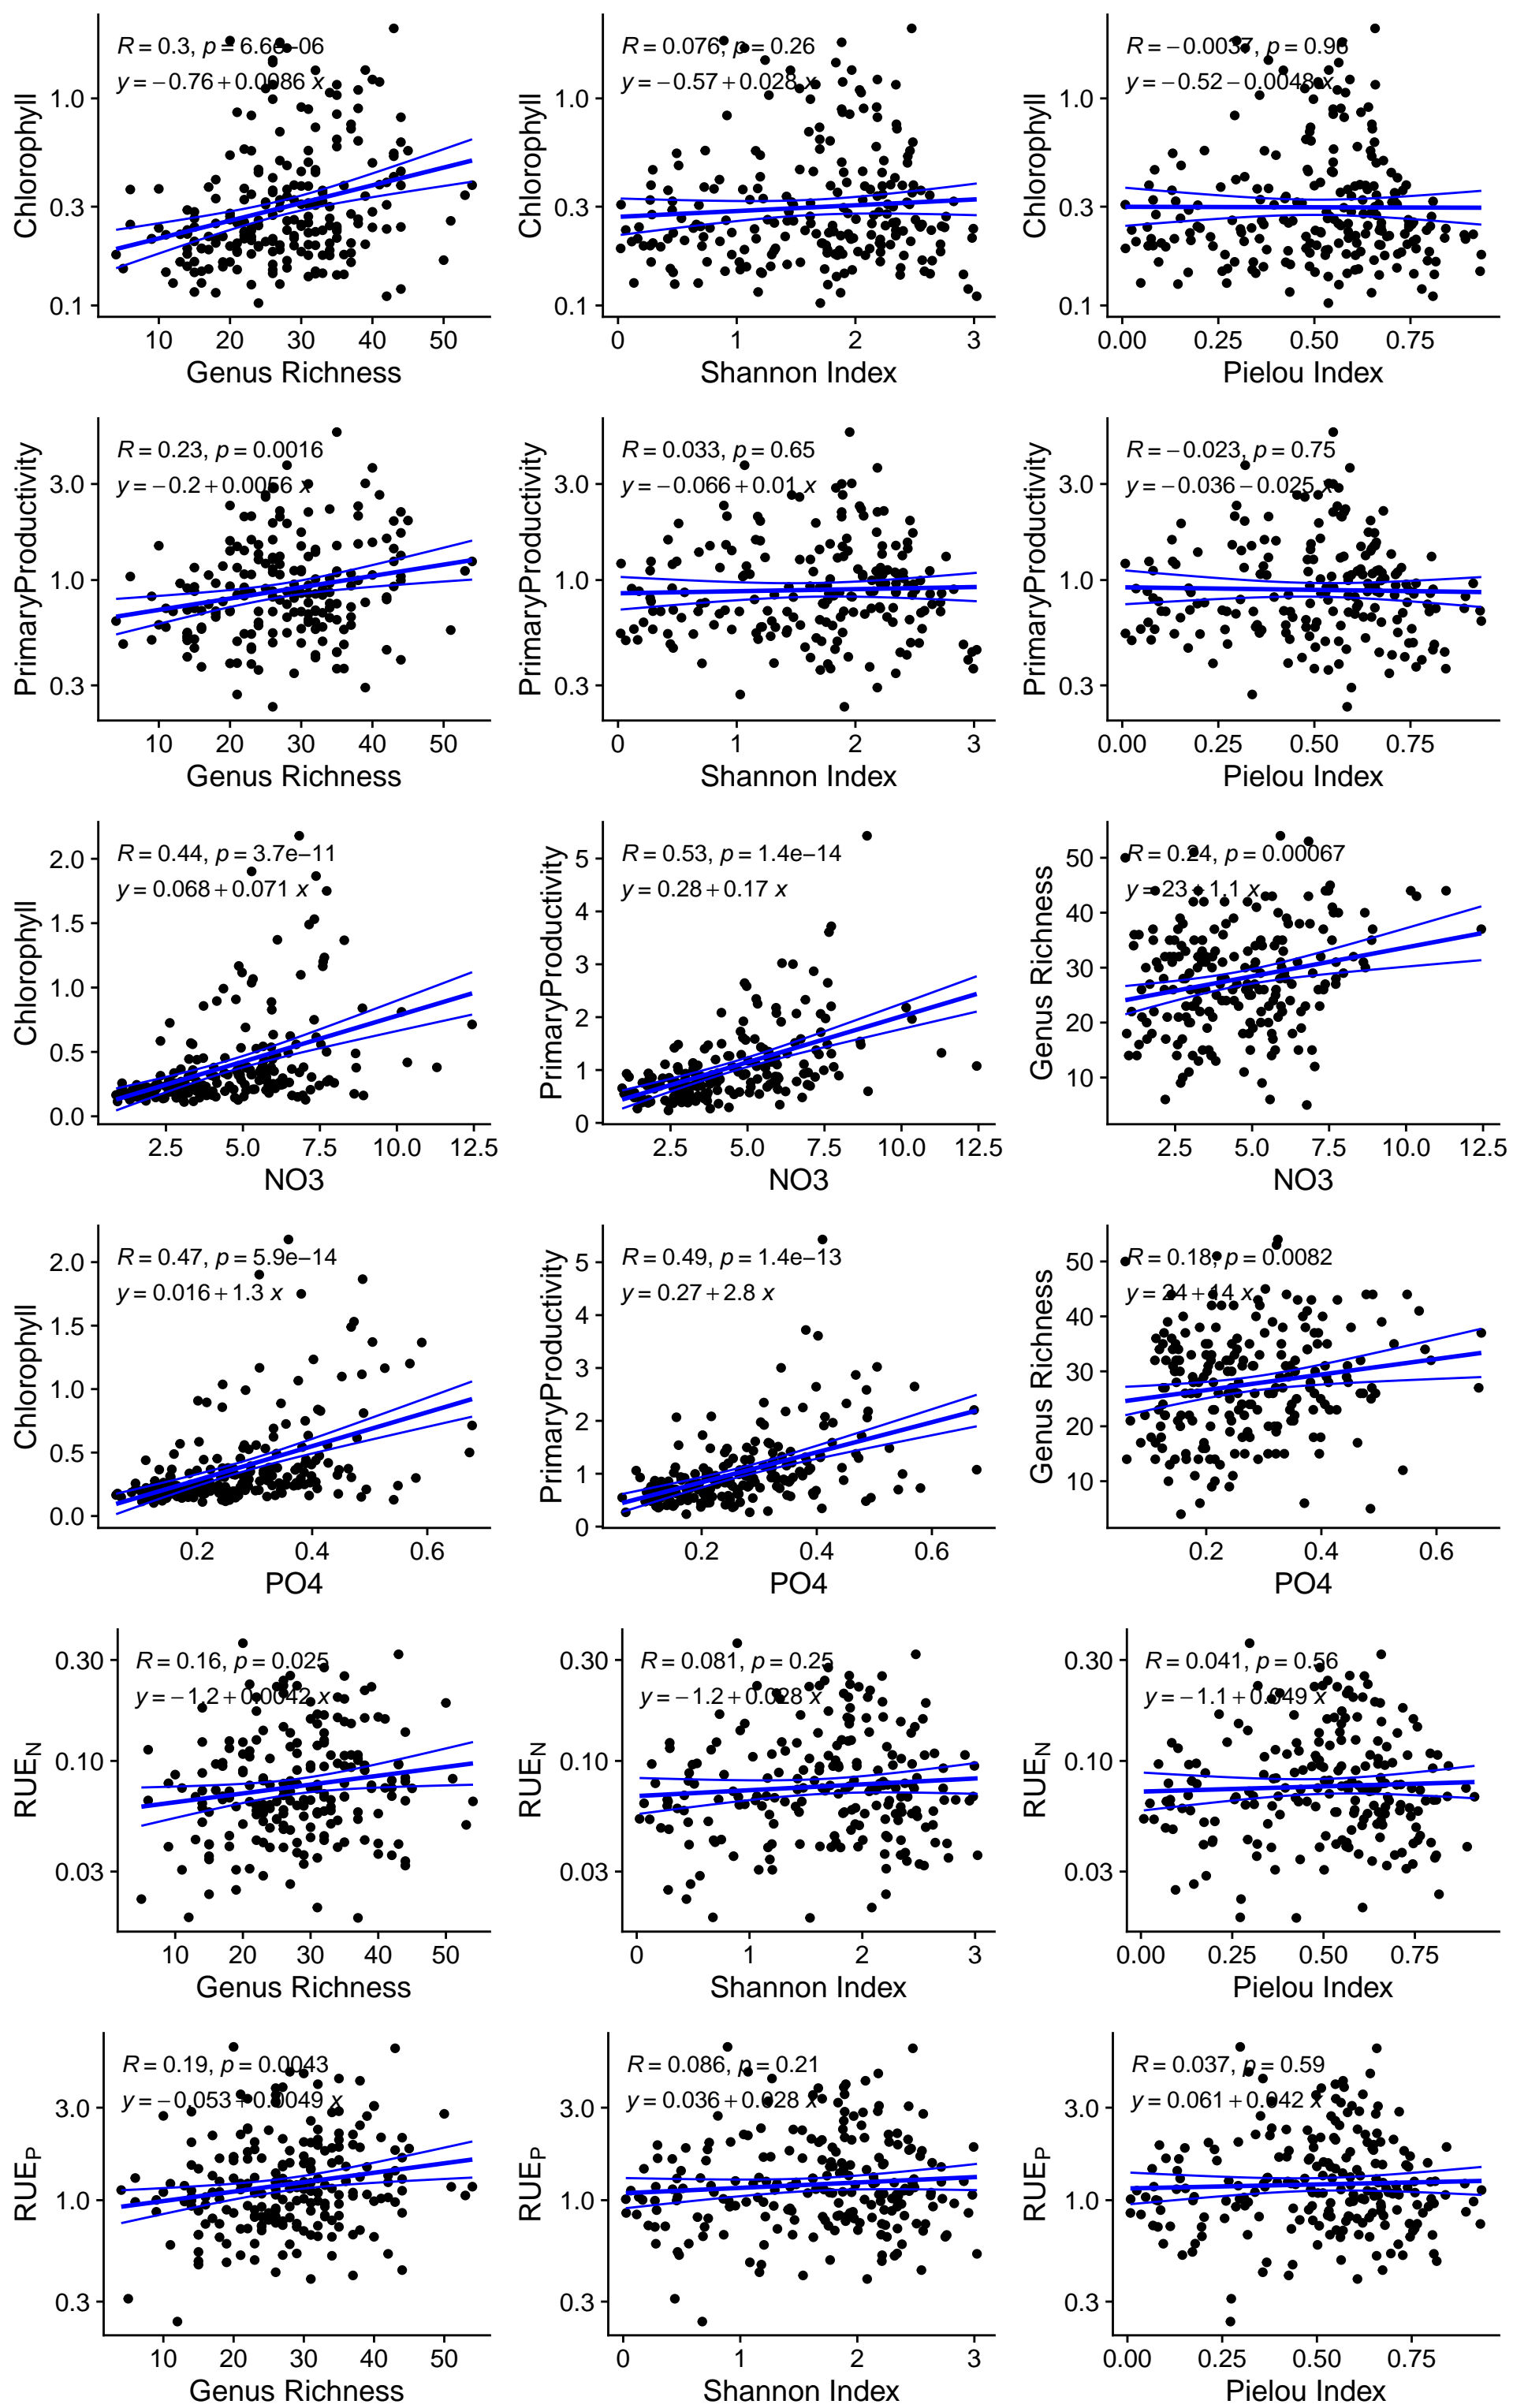 R = 0.3, p = 6.6e−06
y = −0.76 + 0.0086 x
Chlorophyll
1.0
0.3
0.1
10 20 30 40 50
Genus Richness
R = 0.076, p = 0.26
y = −0.57 + 0.028 x
Chlorophyll
1.0
0.3
0.1
0 1 2 3
Shannon Index
R = −0.0037, p = 0.96
y = −0.52 − 0.0048 x
Chlorophyll
1.0
0.3
0.1
0.00 0.25 0.50 0.75
Pielou Index
R = 0.23, p = 0.0016
y = −0.2 + 0.0056 x
PrimaryProductivity
3.0
1.0
0.3
10 20 30 40 50
Genus Richness
R = 0.033, p = 0.65
y = −0.066 + 0.01 x
PrimaryProductivity
3.0
1.0
0.3
0 1 2 3
Shannon Index
R = −0.023, p = 0.75
y = −0.036 − 0.025 x
PrimaryProductivity
3.0
1.0
0.3
0.00 0.25 0.50 0.75
Pielou Index
R = 0.44, p = 3.7e−11
y = 0.068 + 0.071 x
Chlorophyll
2.0
1.5
1.0
0.5
0.0
2.5 5.0 7.5 10.0 12.5
NO3
R = 0.53, p = 1.4e−14
y = 0.28 + 0.17 x
PrimaryProductivity
5
4
3
2
1
0
2.5 5.0 7.5 10.0 12.5
NO3
R = 0.24, p = 0.00067
y = 23 + 1.1 x
Genus Richness
50
40
30
20
10
2.5 5.0 7.5 10.0 12.5
NO3
R = 0.47, p = 5.9e−14
y = 0.016 + 1.3 x
Chlorophyll
2.0
1.5
1.0
0.5
0.0
0.2 0.4 0.6
PO4
R = 0.49, p = 1.4e−13
y = 0.27 + 2.8 x
PrimaryProductivity
5
4
3
2
1
0
0.2 0.4 0.6
PO4
R = 0.18, p = 0.0082
y = 24 + 14 x
Genus Richness
50
40
30
20
10
0.2 0.4 0.6
PO4
R = 0.16, p = 0.025
y = −1.2 + 0.0042 x
RUE_N
0.30
0.10
0.03
10 20 30 40 50
Genus Richness
R = 0.081, p = 0.25
y = −1.2 + 0.028 x
RUE_N
0.30
0.10
0.03
0 1 2 3
Shannon Index
R = 0.041, p = 0.56
y = −1.1 + 0.049 x
RUE_N
0.30
0.10
0.03
0.00 0.25 0.50 0.75
Pielou Index
R = 0.19, p = 0.0043
y = −0.053 + 0.0049 x
RUE_P
3.0
1.0
0.3
10 20 30 40 50
Genus Richness
R = 0.086, p = 0.21
y = 0.036 + 0.028 x
RUE_P
3.0
1.0
0.3
0 1 2 3
Shannon Index
R = 0.037, p = 0.59
y = 0.061 + 0.042 x
RUE_P
3.0
1.0
0.3
0.00 0.25 0.50 0.75
Pielou Index